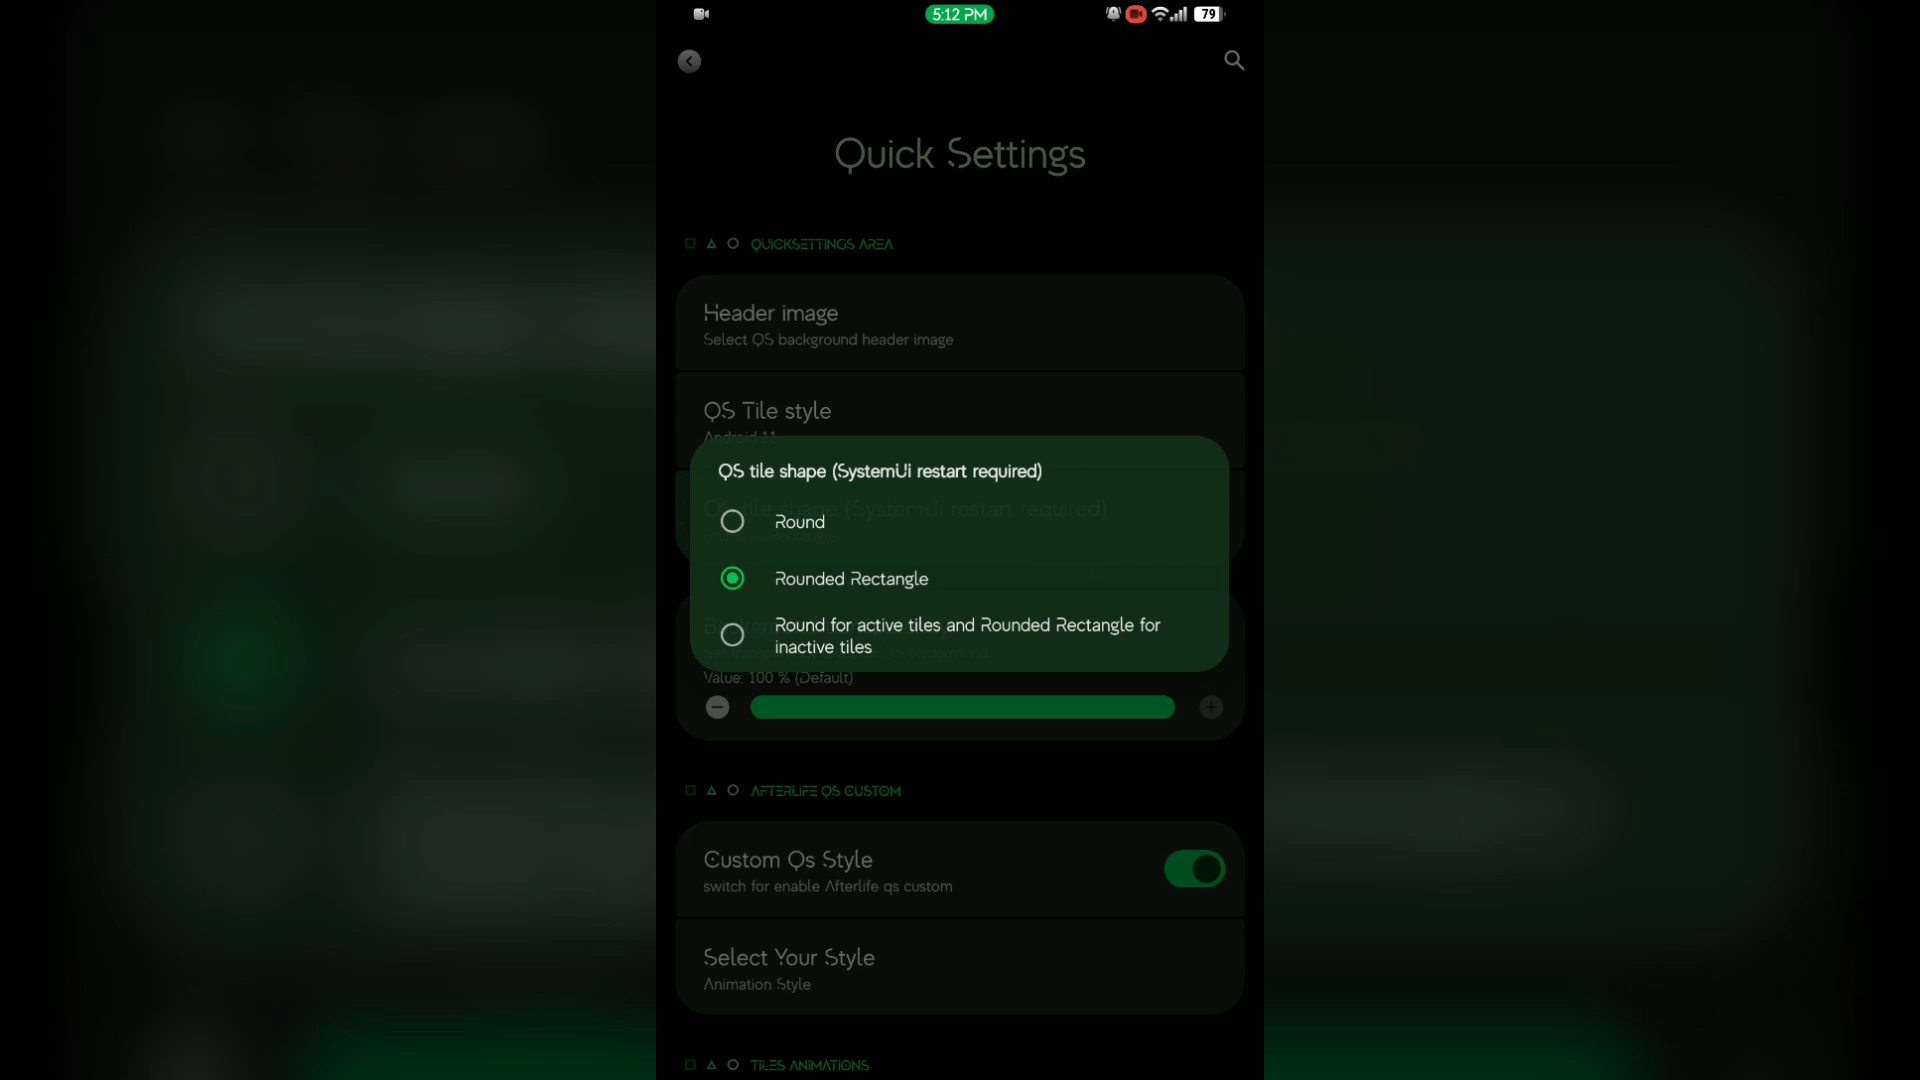 5:12 PM
79
Quick Settings
QUICKSETTINGS AREA
Header image
Select QS background header image
QS Tile style
Android 11
QS tile shape (SystemUi restart required)
QS tile shape (SystemUi restart required)
Round
Rounded Rectangle
Round for active tiles and Rounded Rectangle for
inactive tiles
Value: 100 % (Default)
AFTERLIFE QS CUSTOM
Custom Qs Style
switch for enable Afterlife qs custom
Select Your Style
Animation Style
TILES ANIMATIONS